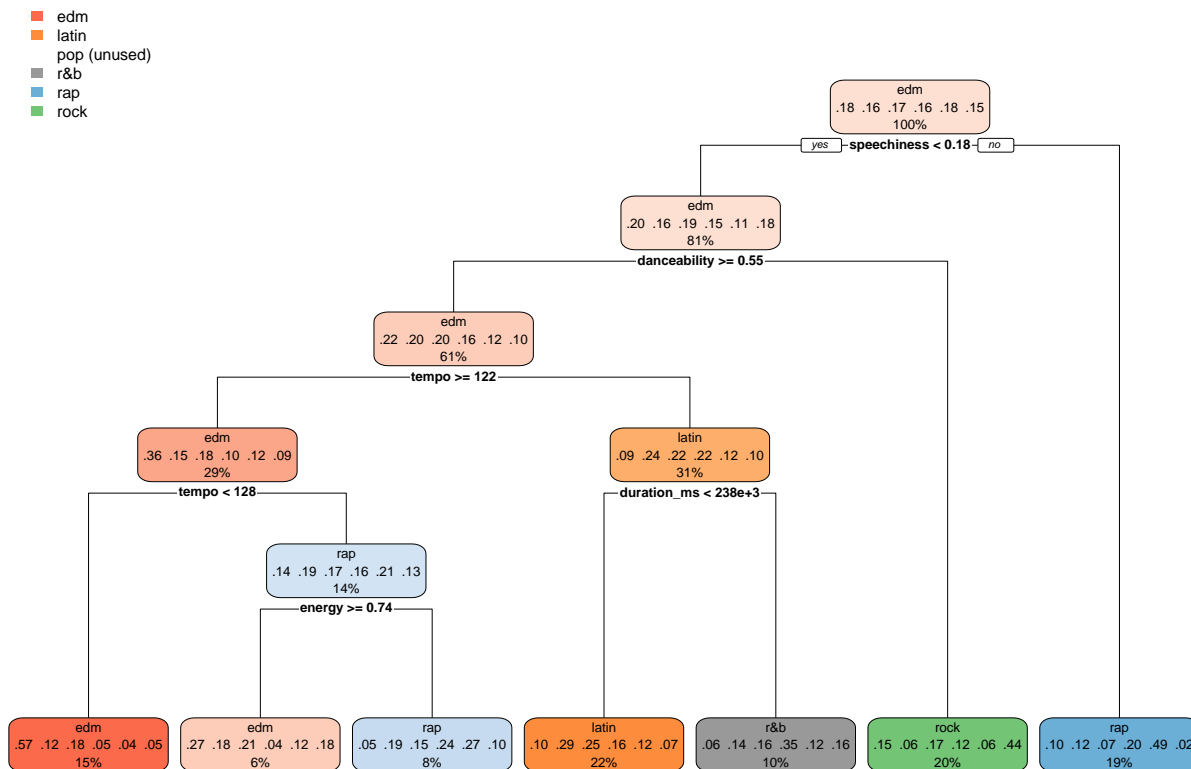 edm
latin
pop (unused)
r&b
rap
rock
edm
.18 .16 .17 .16 .18 .15
100%
yes speechiness < 0.18 no
edm
.20 .16 .19 .15 .11 .18
81%
danceability >= 0.55
edm
.22 .20 .20 .16 .12 .10
61%
tempo >= 122
edm
.36 .15 .18 .10 .12 .09
29%
tempo < 128
latin
.09 .24 .22 .22 .12 .10
31%
duration_ms < 238e+3
rap
.14 .19 .17 .16 .21 .13
14%
energy >= 0.74
edm
.57 .12 .18 .05 .04 .05
15%
edm
.27 .18 .21 .04 .12 .18
6%
rap
.05 .19 .15 .24 .27 .10
8%
latin
.10 .29 .25 .16 .12 .07
22%
r&b
.06 .14 .16 .35 .12 .16
10%
rock
.15 .06 .17 .12 .06 .44
20%
rap
.10 .12 .07 .20 .49 .02
19%